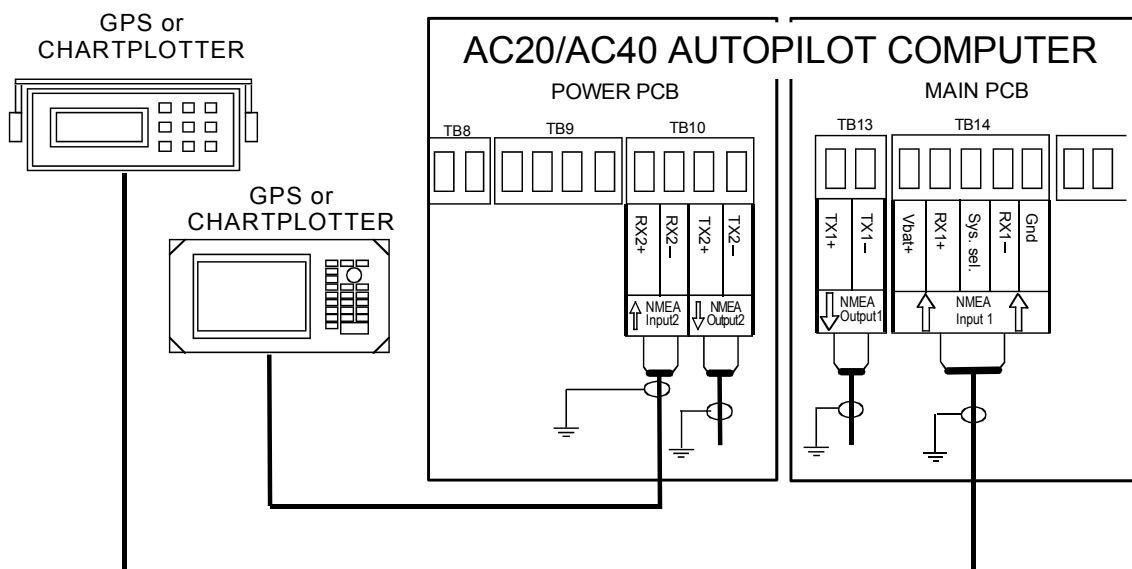 GPS or
CHARTPLOTTER
GPS or
CHARTPLOTTER
AC20/AC40 AUTOPILOT COMPUTER
POWER PCB
MAIN PCB
TB8
TB9
TB10
TB13
TB14
RX2+
RX2–
TX2+
TX2–
TX1+
TX1–
Vbat+
RX1+
Sys. sel.
RX1–
Gnd
NMEA
Input2
NMEA
Output2
NMEA
Output1
NMEA
Input 1